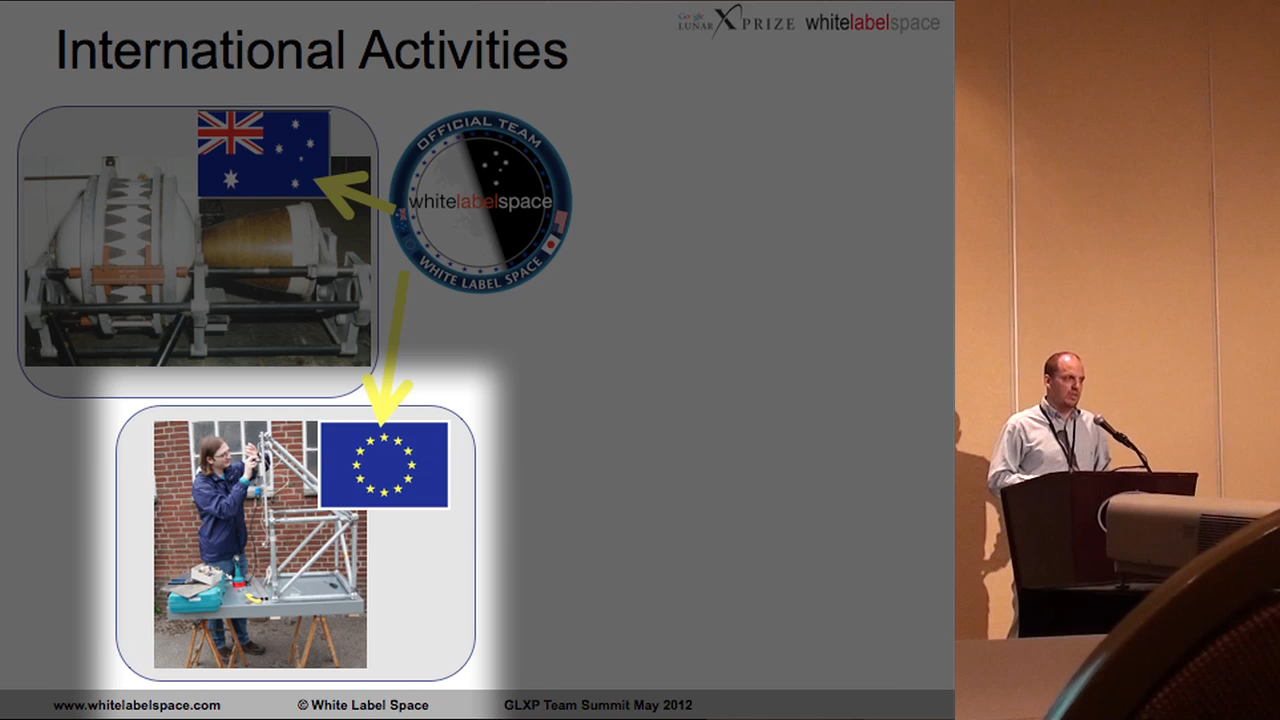 International Activities
Google
LUNAR X PRIZE whitelabelspace
OFFICIAL TEAM
whitelabelspace
WHITE LABEL SPACE
www.whitelabelspace.com © White Label Space GLXP Team Summit May 2012